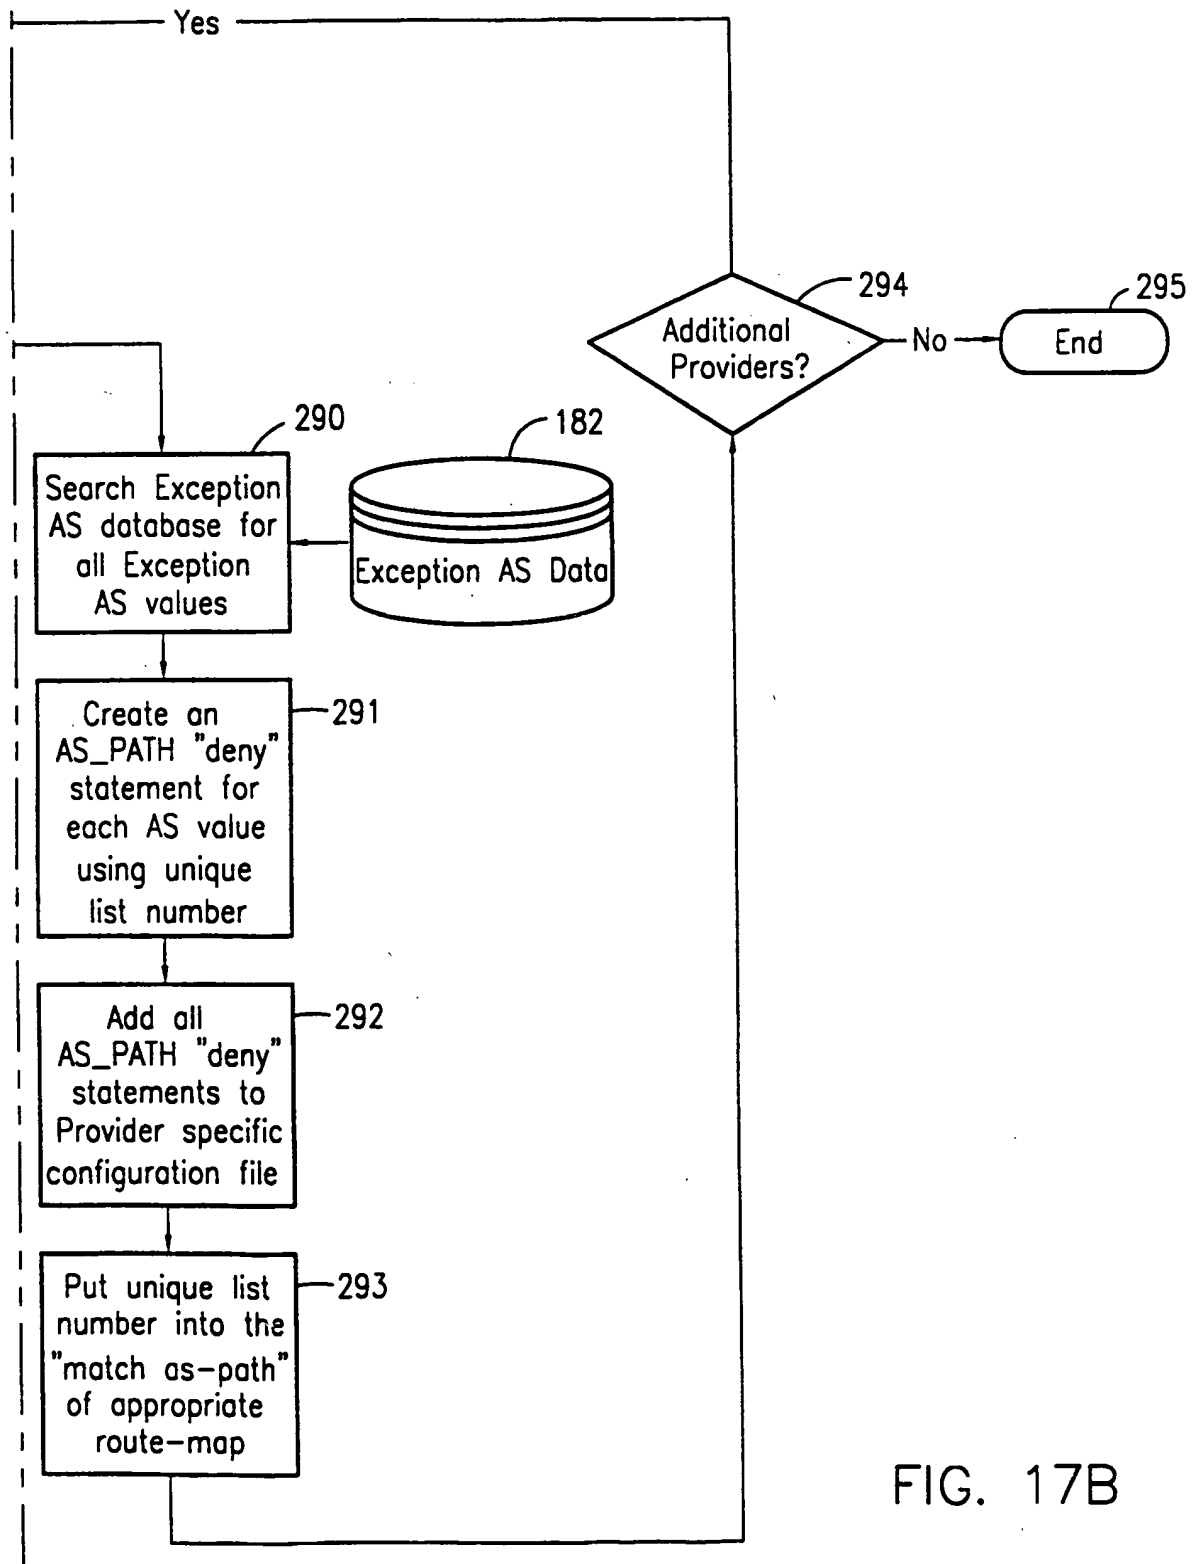 Yes
294
295
Additional
Providers?
No
End
290
182
Search Exception
AS database for
all Exception
AS values
Exception AS Data
291
Create an
AS_PATH "deny"
statement for
each AS value
using unique
list number
292
Add all
AS_PATH "deny"
statements to
Provider specific
configuration file
293
Put unique list
number into the
"match as-path"
of appropriate
route-map
FIG. 17B